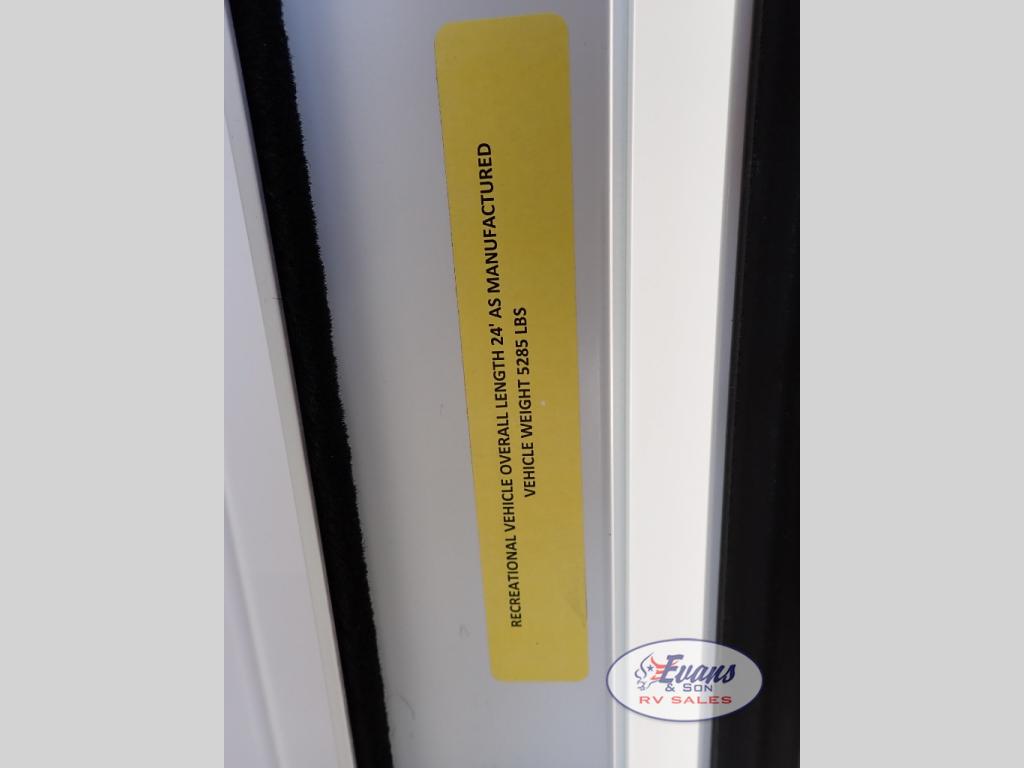 RECREATIONAL VEHICLE OVERALL LENGTH 24' AS MANUFACTURED
VEHICLE WEIGHT 5285 LBS
Evans
& SON
RV SALES